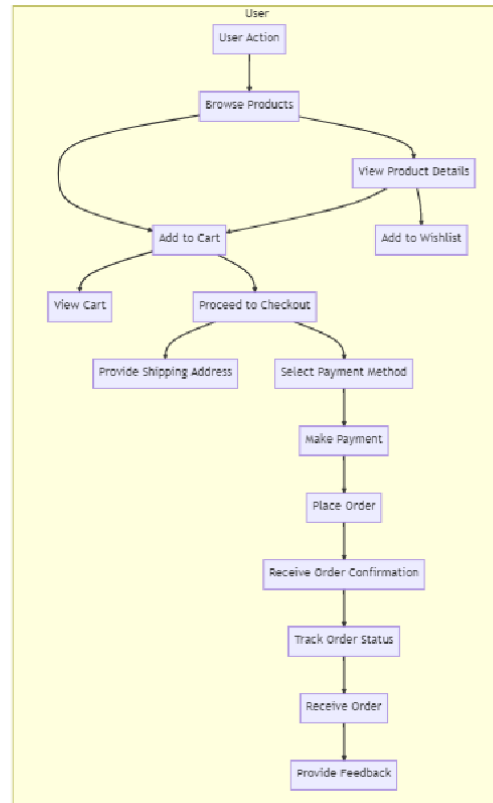 User
User Action
Browse Products
View Product Details
Add to Cart
Add to Wishlist
View Cart
Proceed to Checkout
Provide Shipping Address
Select Payment Method
Make Payment
Place Order
Receive Order Confirmation
Track Order Status
Receive Order
Provide Feedback